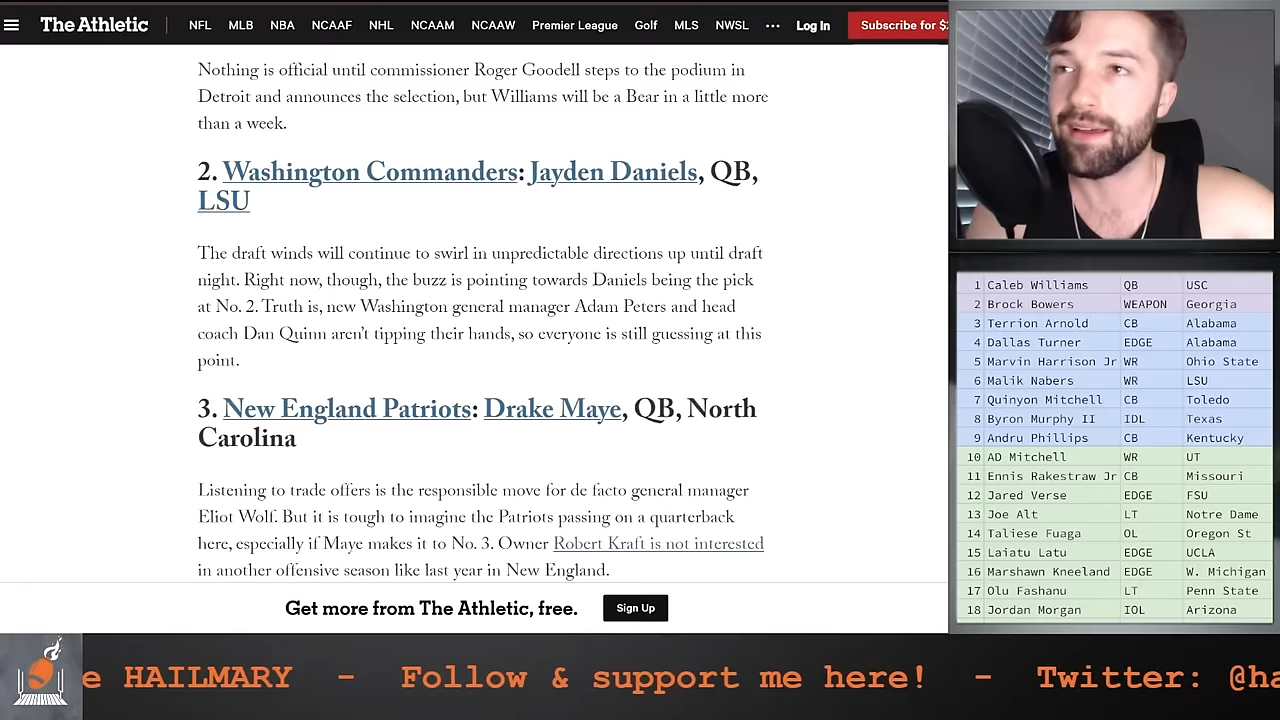 The Athletic
NFL MLB NBA NCAAF NHL NCAAM NCAAW Premier League Golf MLS NWSL ••• Log In Subscribe for
Nothing is official until commissioner Roger Goodell steps to the podium in
Detroit and announces the selection, but Williams will be a Bear in a little more
than a week.
2. Washington Commanders: Jayden Daniels, QB,
LSU
The draft winds will continue to swirl in unpredictable directions up until draft
night. Right now, though, the buzz is pointing towards Daniels being the pick
at No. 2. Truth is, new Washington general manager Adam Peters and head
coach Dan Quinn aren't tipping their hands, so everyone is still guessing at this
point.
3. New England Patriots: Drake Maye, QB, North
Carolina
Listening to trade offers is the responsible move for de facto general manager
Eliot Wolf. But it is tough to imagine the Patriots passing on a quarterback
here, especially if Maye makes it to No. 3. Owner Robert Kraft is not interested
in another offensive season like last year in New England.
Get more from The Athletic, free. Sign Up
1 Caleb Williams QB USC
2 Brock Bowers WEAPON Georgia
3 Terrion Arnold CB Alabama
4 Dallas Turner EDGE Alabama
5 Marvin Harrison Jr WR Ohio State
6 Malik Nabers WR LSU
7 Quinyon Mitchell CB Toledo
8 Byron Murphy II IDL Texas
9 Andru Phillips CB Kentucky
10 AD Mitchell WR UT
11 Ennis Rakestraw Jr CB Missouri
12 Jared Verse EDGE FSU
13 Joe Alt LT Notre Dame
14 Taliese Fuaga OL Oregon St
15 Laiatu Latu EDGE UCLA
16 Marshawn Kneeland EDGE W. Michigan
17 Olu Fashanu LT Penn State
18 Jordan Morgan IOL Arizona
e HAILMARY - Follow & support me here! - Twitter: @ha